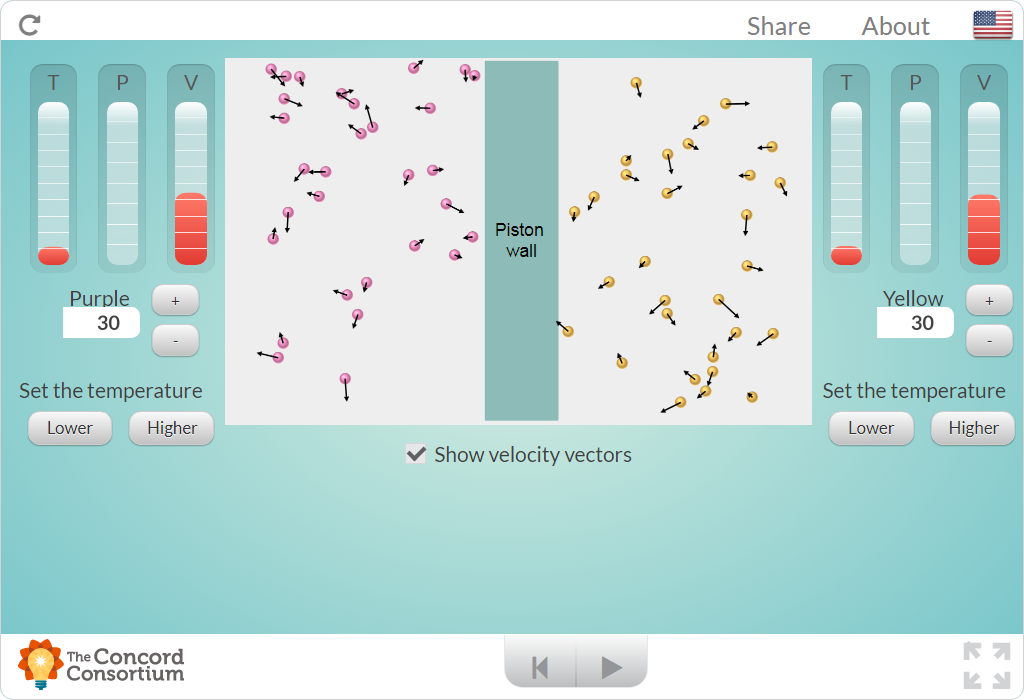 Share About
T P V
T P V
Piston
wall
Purple +
30
-
Yellow +
30
-
Set the temperature
Lower Higher
Set the temperature
Lower Higher
Show velocity vectors
The Concord
Consortium